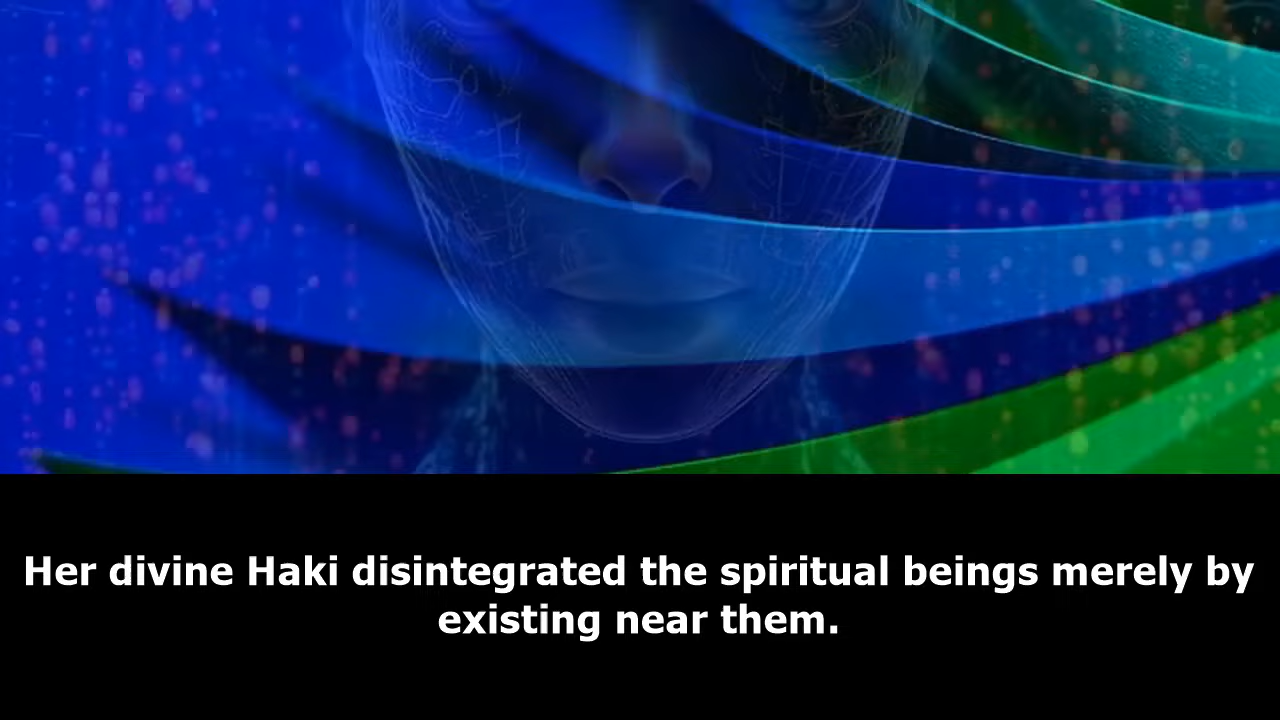 Her divine Haki disintegrated the spiritual beings merely by
existing near them.